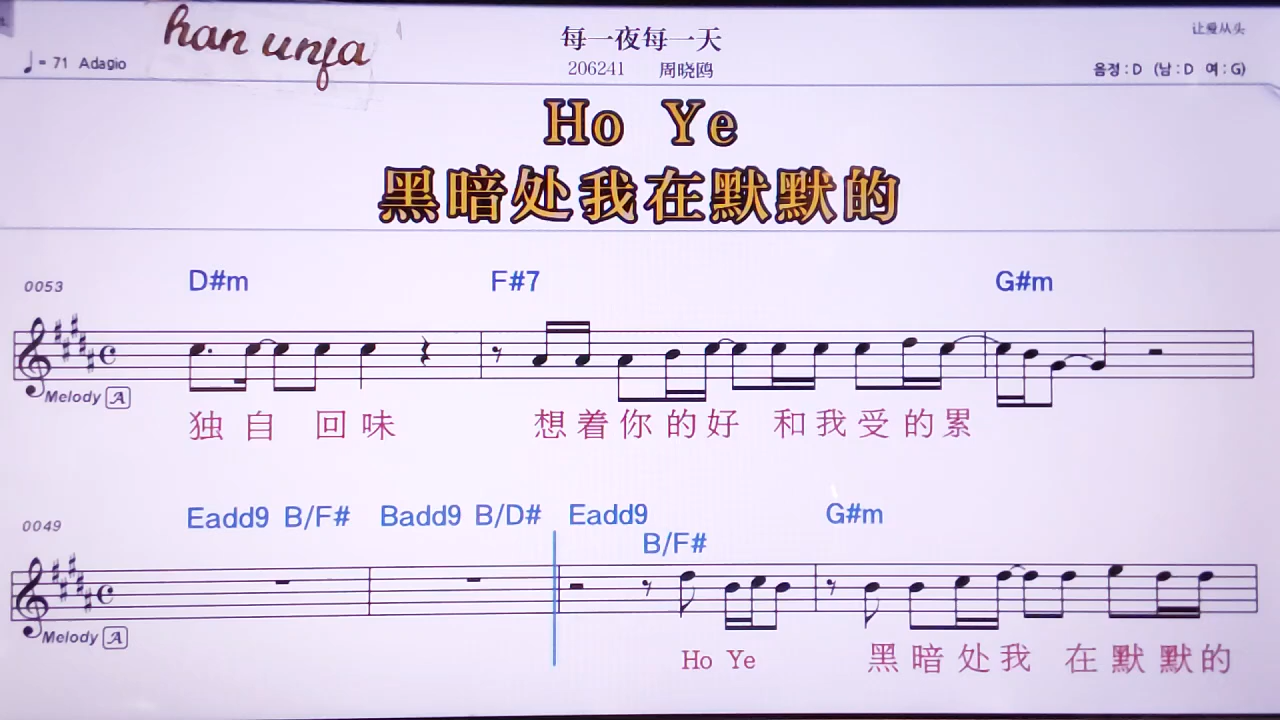 han unfa
每一夜每一天
让爱从头
♩= 71 Adagio
206241 周晓鸥
음정 : D (남 : D 여 : G)
Ho Ye
黑暗处我在默默的
0053
D#m F#7 G#m
Melody A
独自 回味 想着你的好 和我受的累
0049
Eadd9 B/F# Badd9 B/D# Eadd9 G#m
B/F#
Melody A
Ho Ye 黑暗处我 在默默的